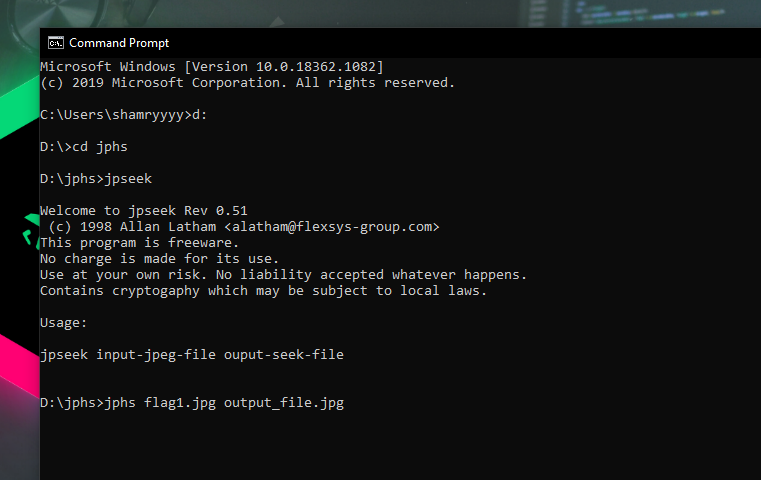 Command Prompt
Microsoft Windows [Version 10.0.18362.1082]
(c) 2019 Microsoft Corporation. All rights reserved.
C:\Users\shamryyyy>d:
D:\>cd jphs
D:\jphs>jpseek
Welcome to jpseek Rev 0.51
(c) 1998 Allan Latham <alatham@flexsys-group.com>
This program is freeware.
No charge is made for its use.
Use at your own risk. No liability accepted whatever happens.
Contains cryptogaphy which may be subject to local laws.
Usage:
jpseek input-jpeg-file ouput-seek-file
D:\jphs>jphs flag1.jpg output_file.jpg